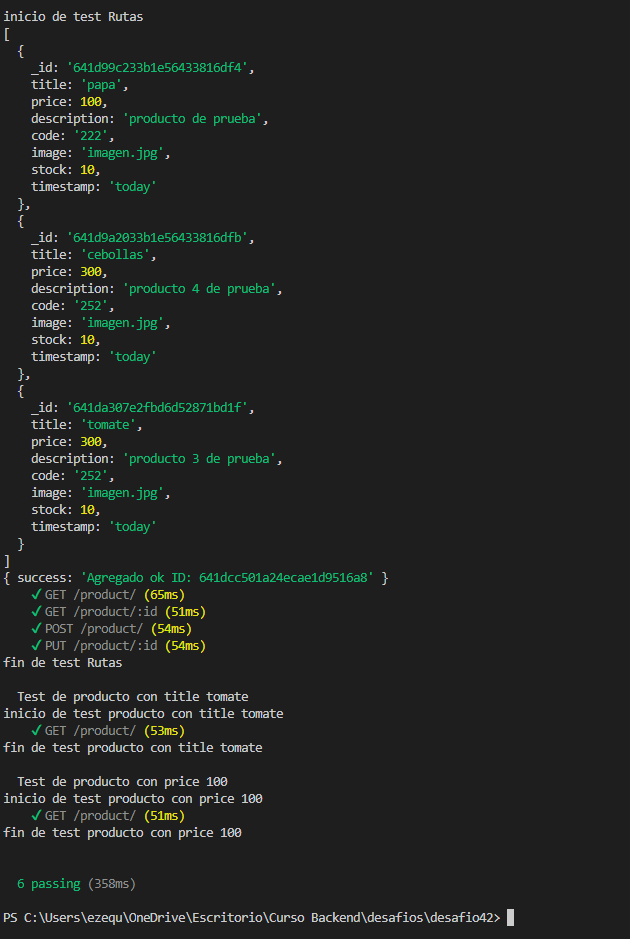 inicio de test Rutas
[
  {
    _id: '641d99c233b1e56433816df4',
    title: 'papa',
    price: 100,
    description: 'producto de prueba',
    code: '222',
    image: 'imagen.jpg',
    stock: 10,
    timestamp: 'today'
  },
  {
    _id: '641d9a2033b1e56433816dfb',
    title: 'cebollas',
    price: 300,
    description: 'producto 4 de prueba',
    code: '252',
    image: 'imagen.jpg',
    stock: 10,
    timestamp: 'today'
  },
  {
    _id: '641da307e2fbd6d52871bd1f',
    title: 'tomate',
    price: 300,
    description: 'producto 3 de prueba',
    code: '252',
    image: 'imagen.jpg',
    stock: 10,
    timestamp: 'today'
  }
]
{ success: 'Agregado ok ID: 641dcc501a24ecae1d9516a8' }
    ✓ GET /product/ (65ms)
    ✓ GET /product/:id (51ms)
    ✓ POST /product/ (54ms)
    ✓ PUT /product/:id (54ms)
fin de test Rutas
  Test de producto con title tomate
inicio de test producto con title tomate
    ✓ GET /product/ (53ms)
fin de test producto con title tomate
  Test de producto con price 100
inicio de test producto con price 100
    ✓ GET /product/ (51ms)
fin de test producto con price 100
  6 passing (358ms)
PS C:\Users\ezequ\OneDrive\Escritorio\Curso Backend\desafios\desafio42>